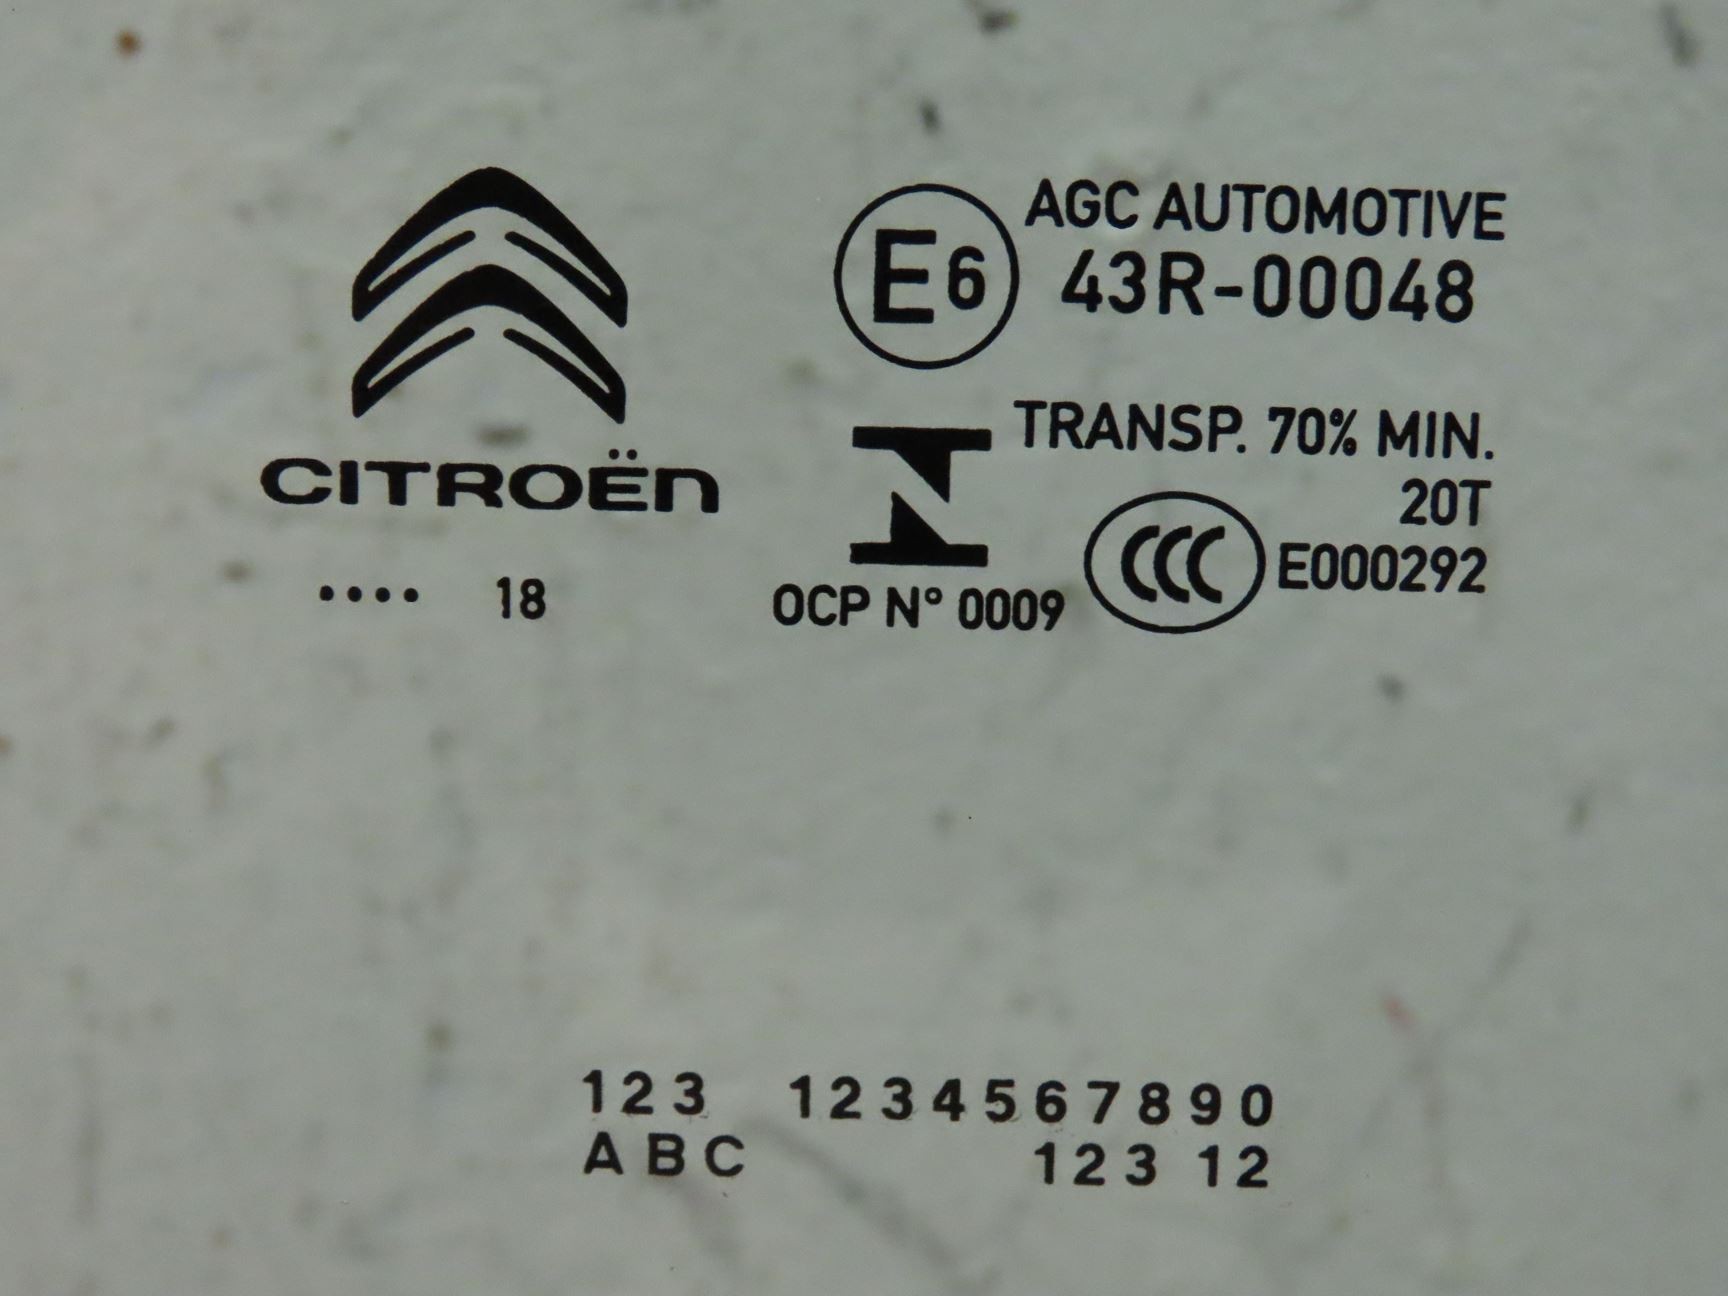 CITROËN
•••• 18
E6
AGC AUTOMOTIVE
43R-00048
TRANSP. 70% MIN.
20T
CCC E000292
OCP N° 0009
123 1234567890
ABC 123 12